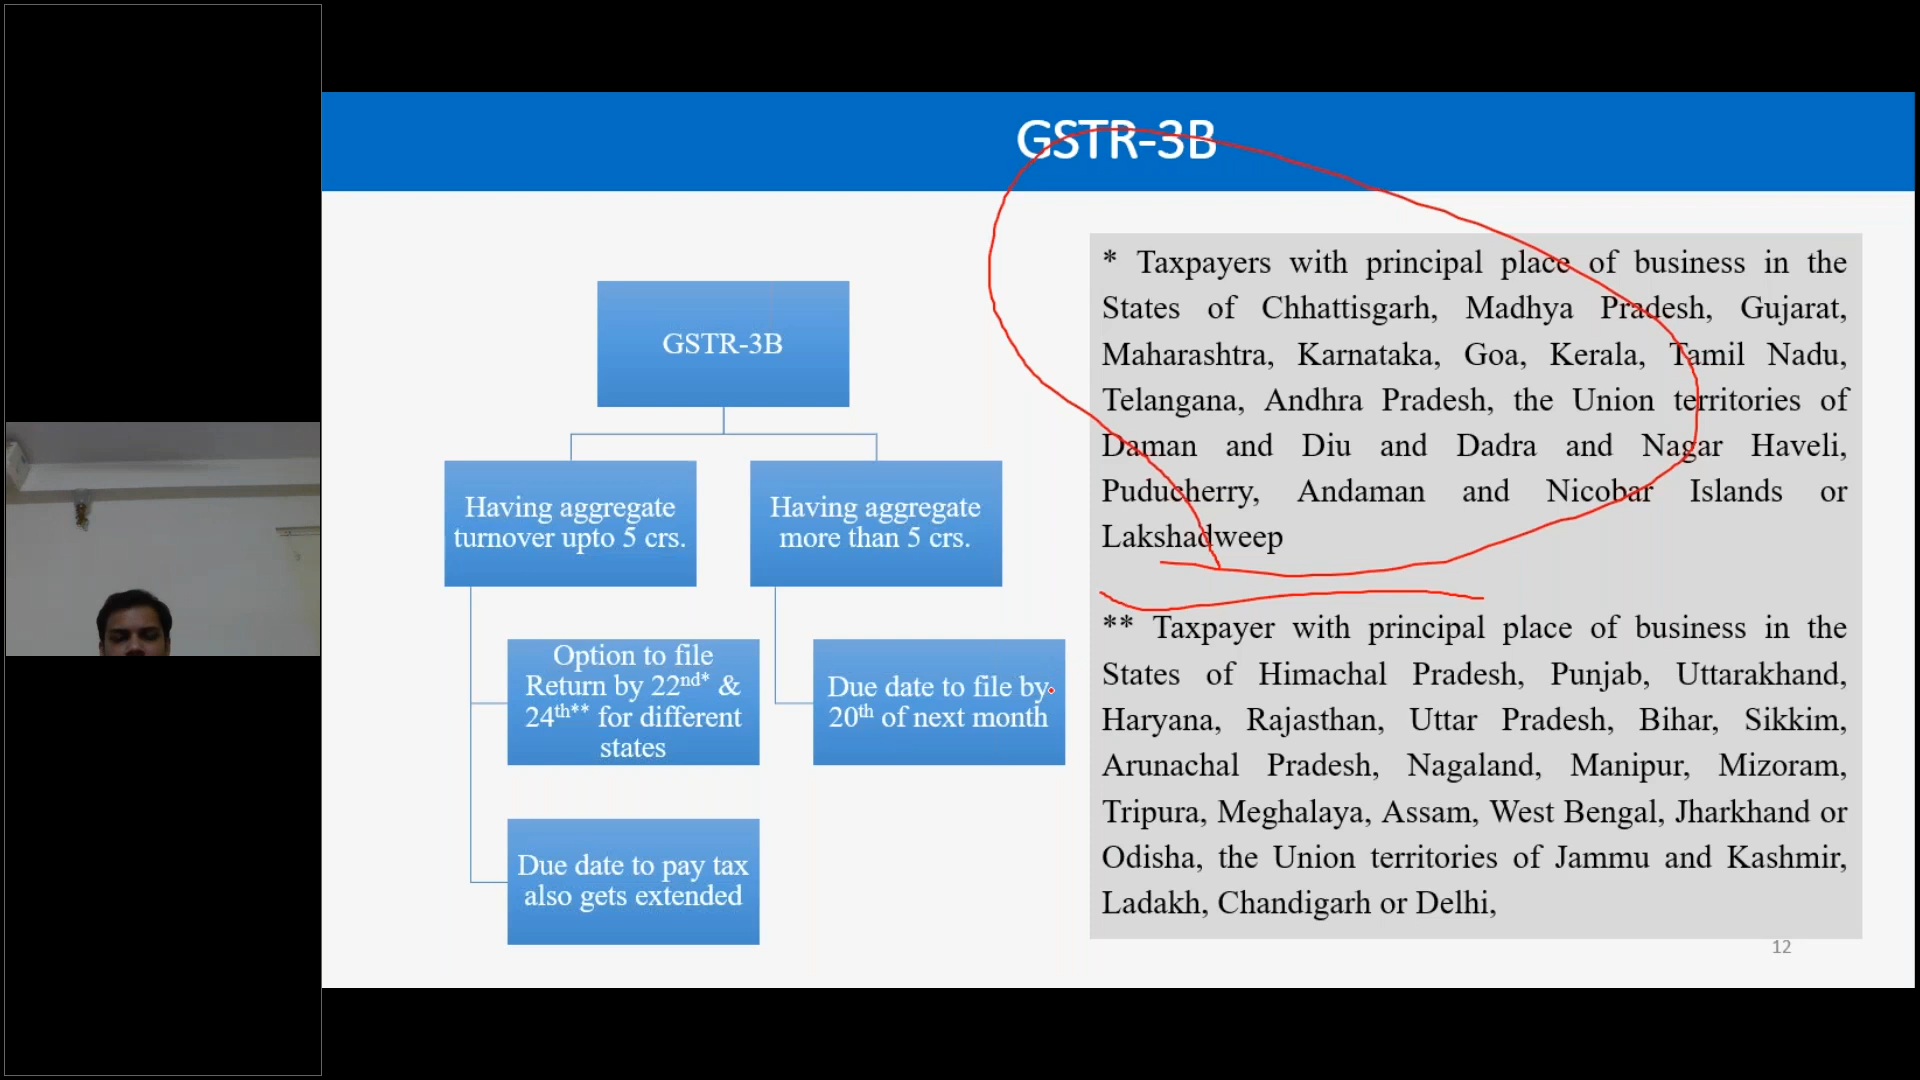 GSTR-3B
GSTR-3B
Having aggregate
turnover upto 5 crs.
Having aggregate
more than 5 crs.
Option to file
Return by 22nd* &
24th** for different
states
Due date to file by
20th of next month
Due date to pay tax
also gets extended
* Taxpayers with principal place of business in the
States of Chhattisgarh, Madhya Pradesh, Gujarat,
Maharashtra, Karnataka, Goa, Kerala, Tamil Nadu,
Telangana, Andhra Pradesh, the Union territories of
Daman and Diu and Dadra and Nagar Haveli,
Puducherry, Andaman and Nicobar Islands or
Lakshadweep
** Taxpayer with principal place of business in the
States of Himachal Pradesh, Punjab, Uttarakhand,
Haryana, Rajasthan, Uttar Pradesh, Bihar, Sikkim,
Arunachal Pradesh, Nagaland, Manipur, Mizoram,
Tripura, Meghalaya, Assam, West Bengal, Jharkhand or
Odisha, the Union territories of Jammu and Kashmir,
Ladakh, Chandigarh or Delhi,
12